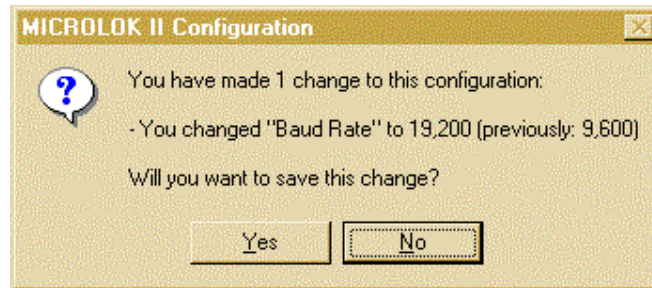 MICROLOK II Configuration
You have made 1 change to this configuration:
- You changed "Baud Rate" to 19,200 (previously: 9,600)
Will you want to save this change?
Yes No